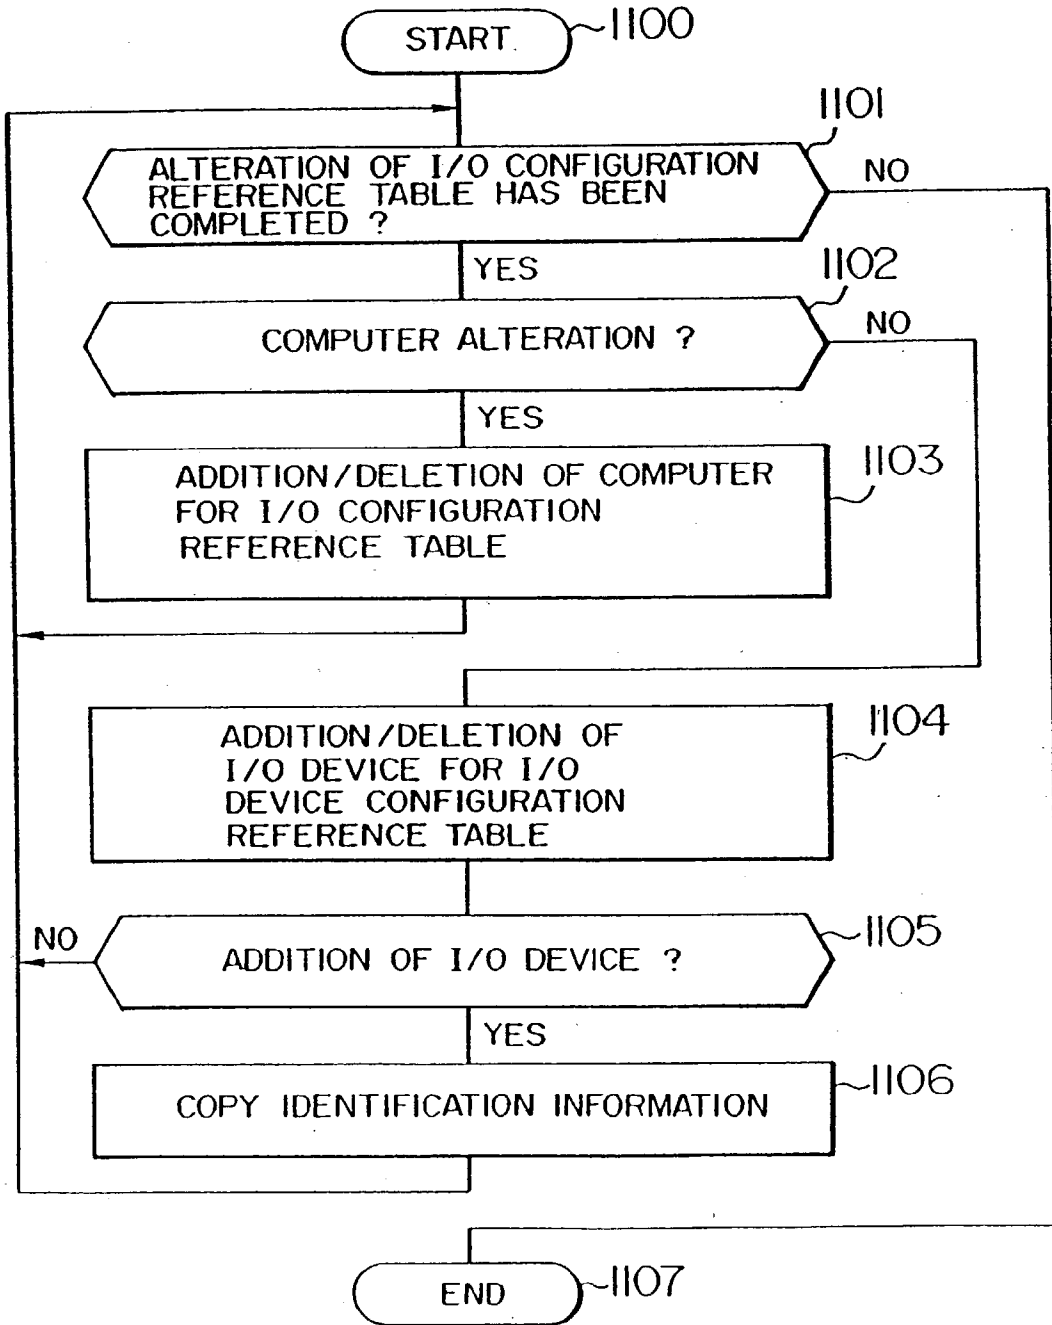 START
1100
1101
ALTERATION OF I/O CONFIGURATION
REFERENCE TABLE HAS BEEN
COMPLETED ?
NO
YES
1102
COMPUTER ALTERATION ?
NO
YES
1103
ADDITION/DELETION OF COMPUTER
FOR I/O CONFIGURATION
REFERENCE TABLE
1104
ADDITION/DELETION OF
I/O DEVICE FOR I/O
DEVICE CONFIGURATION
REFERENCE TABLE
NO
1105
ADDITION OF I/O DEVICE ?
YES
1106
COPY IDENTIFICATION INFORMATION
END
1107